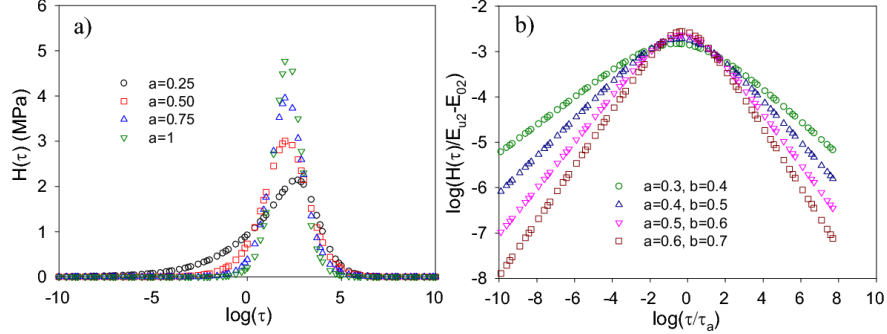 a)
6
5
4
3
2
1
0
H(τ) (MPa)
a=0.25
a=0.50
a=0.75
a=1
-10 -5 0 5 10
log(τ)
b)
-2
-3
-4
-5
-6
-7
-8
log(H(τ)/E_u2-E_02)
a=0.3, b=0.4
a=0.4, b=0.5
a=0.5, b=0.6
a=0.6, b=0.7
-10 -8 -6 -4 -2 0 2 4 6 8 10
log(τ/τ_a)